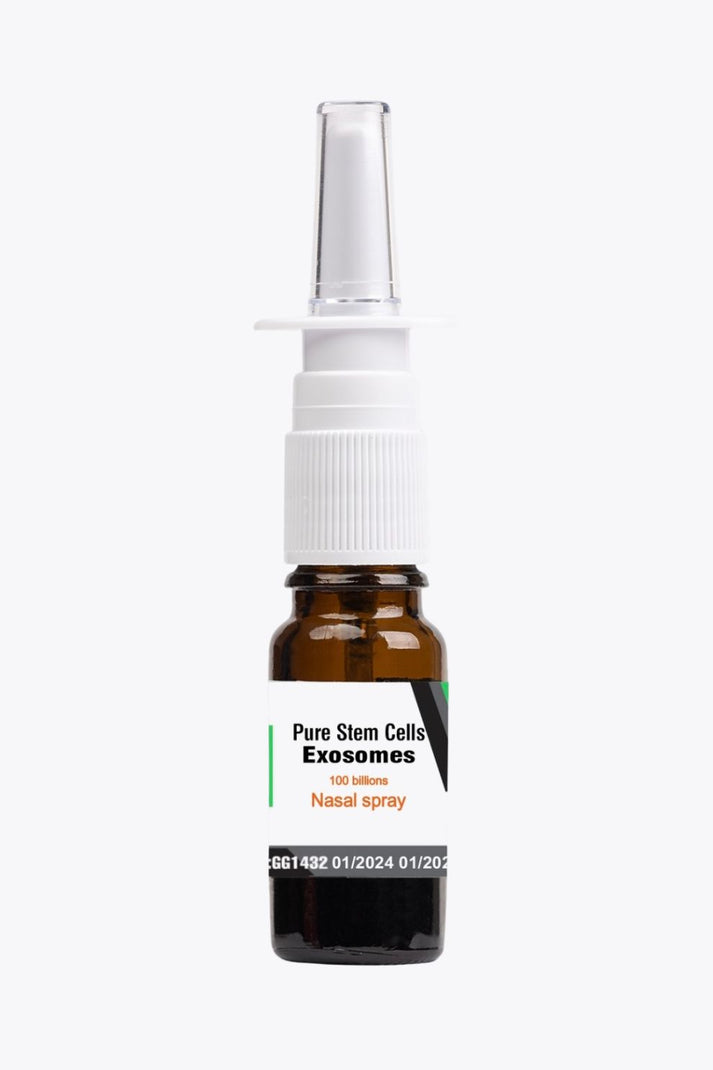 Pure Stem Cells
Exosomes
100 billions
Nasal spray
:GG1432 01/2024 01/202